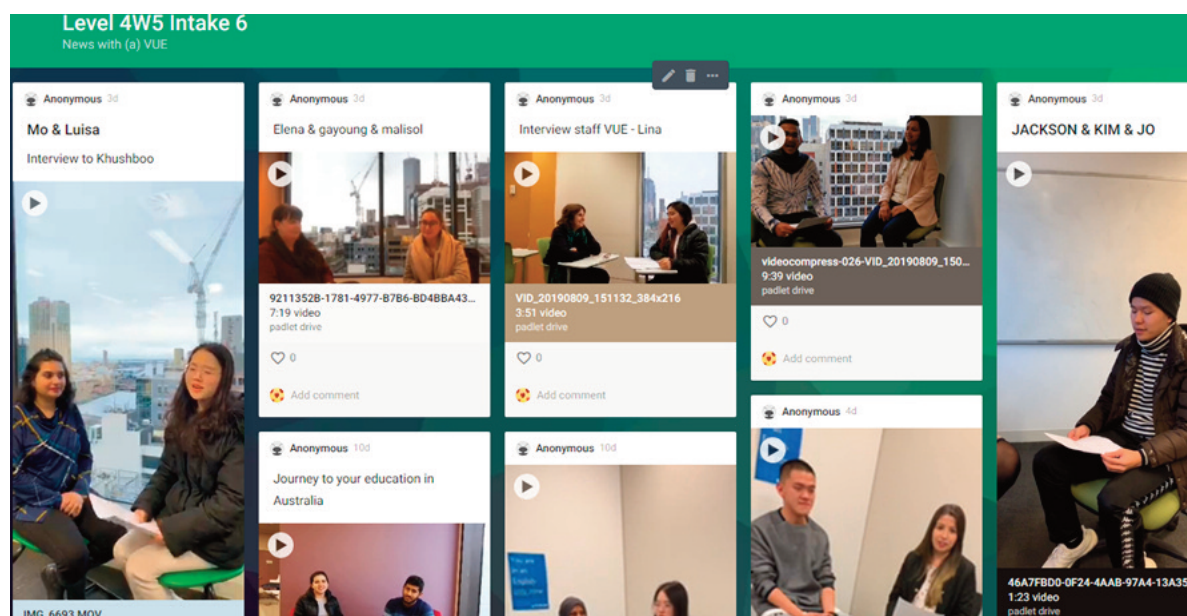 Level 4W5 Intake 6
News with (a) VUE
Anonymous 3d
Mo & Luisa
Interview to Khushboo
IMG_6693.MOV
Anonymous 3d
Elena & gayoung & malisol
9211352B-1781-4977-B7B6-BD4BBA43...
7:19 video
padlet drive
0
Add comment
Anonymous 10d
Journey to your education in
Australia
Anonymous 3d
Interview staff VUE - Lina
VID_20190809_151132_384x216
3:51 video
padlet drive
0
Add comment
Anonymous 10d
Anonymous 3d
videocompress-026-VID_20190809_150...
9:39 video
padlet drive
0
Add comment
Anonymous 4d
Anonymous 3d
JACKSON & KIM & JO
46A7FBD0-0F24-4AAB-97A4-13A35
1:23 video
padlet drive